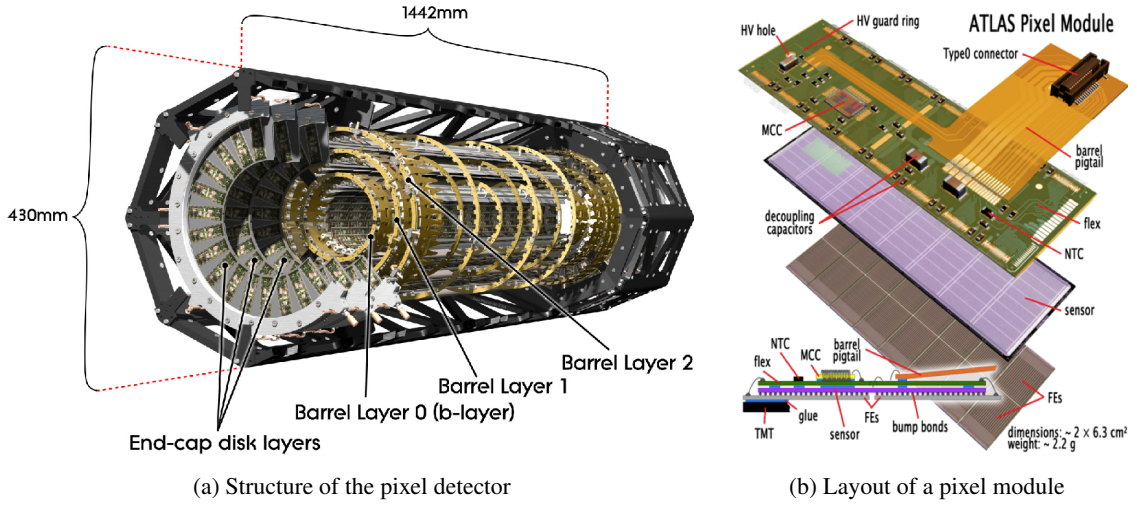 1442mm
430mm
Barrel Layer 2
Barrel Layer 1
Barrel Layer 0 (b-layer)
End-cap disk layers
(a) Structure of the pixel detector
ATLAS Pixel Module
HV guard ring
HV hole
Type0 connector
MCC
barrel
pigtail
decoupling
capacitors
flex
NTC
sensor
barrel
pigtail
NTC
MCC
flex
FEs
glue
FEs
TMT
sensor
bump bonds
dimensions: ~ 2 × 6.3 cm²
weight: ~ 2.2 g
(b) Layout of a pixel module